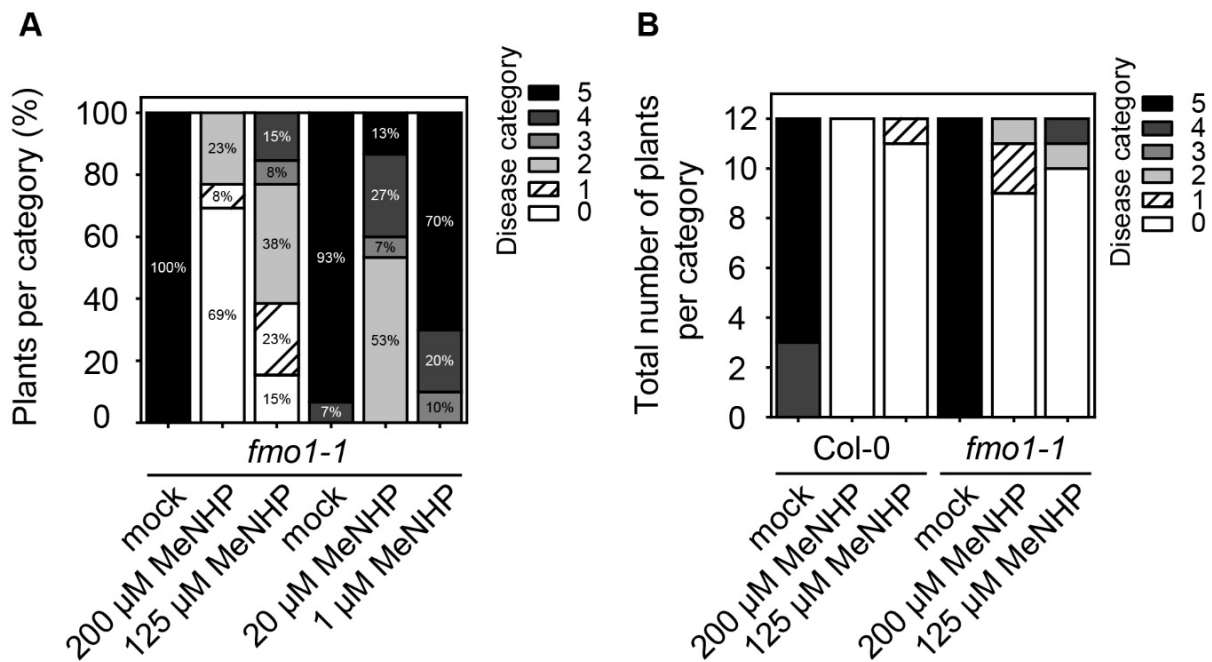 A
Plants per category (%)
100
80
60
40
20
0
100%
23%
8%
69%
15%
8%
38%
23%
15%
93%
7%
13%
27%
7%
53%
70%
20%
10%
fmo1-1
mock
200 µM MeNHP
125 µM MeNHP
mock
20 µM MeNHP
1 µM MeNHP
Disease category
5
4
3
2
1
0
B
Total number of plants
per category
12
10
8
6
4
2
0
Col-0
fmo1-1
mock
200 µM MeNHP
125 µM MeNHP
mock
200 µM MeNHP
125 µM MeNHP
Disease category
5
4
3
2
1
0